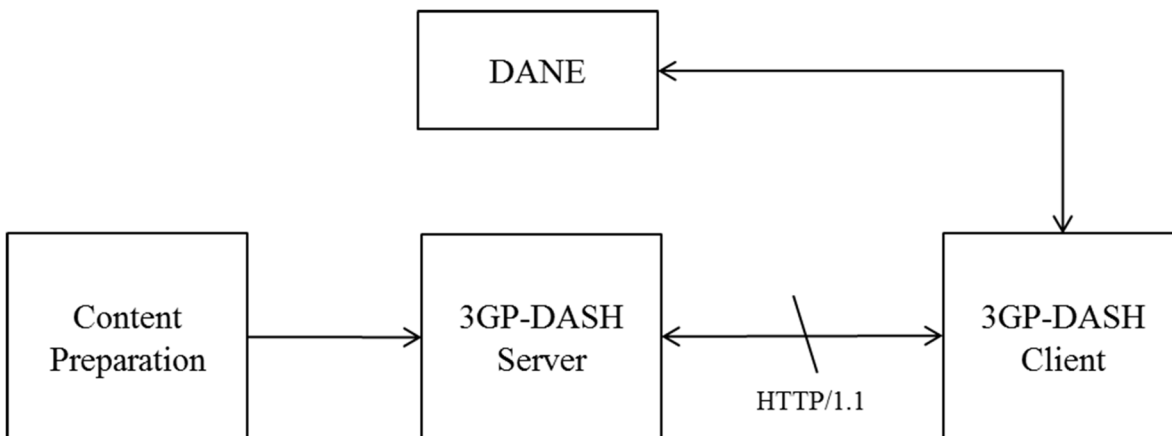 DANE
Content
Preparation
3GP-DASH
Server
HTTP/1.1
3GP-DASH
Client